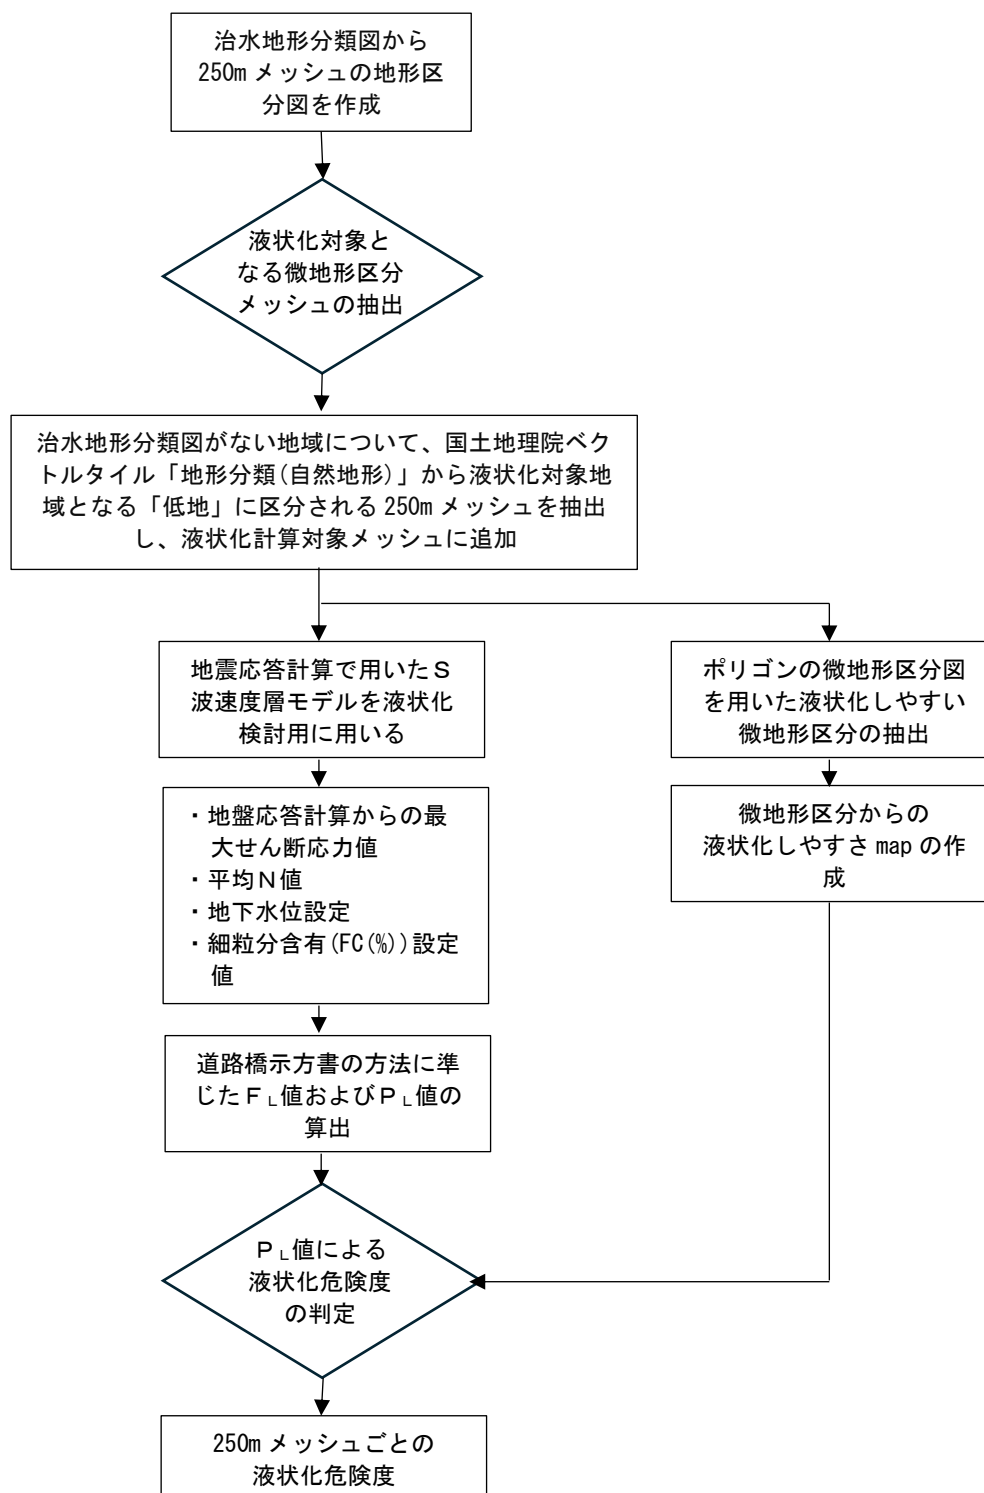 治水地形分類図から
250m メッシュの地形区
分図を作成
液状化対象と
なる微地形区分
メッシュの抽出
治水地形分類図がない地域について、国土地理院ベク
トルタイル「地形分類(自然地形)」から液状化対象地
域となる「低地」に区分される 250m メッシュを抽出
し、液状化計算対象メッシュに追加
地震応答計算で用いたＳ
波速度層モデルを液状化
検討用に用いる
ポリゴンの微地形区分図
を用いた液状化しやすい
微地形区分の抽出
・地盤応答計算からの最
大せん断応力値
・平均Ｎ値
・地下水位設定
・細粒分含有(FC(%))設定
値
微地形区分からの
液状化しやすさ map の作
成
道路橋示方書の方法に準
じたＦL値およびＰL値の
算出
ＰL値による
液状化危険度
の判定
250m メッシュごとの
液状化危険度